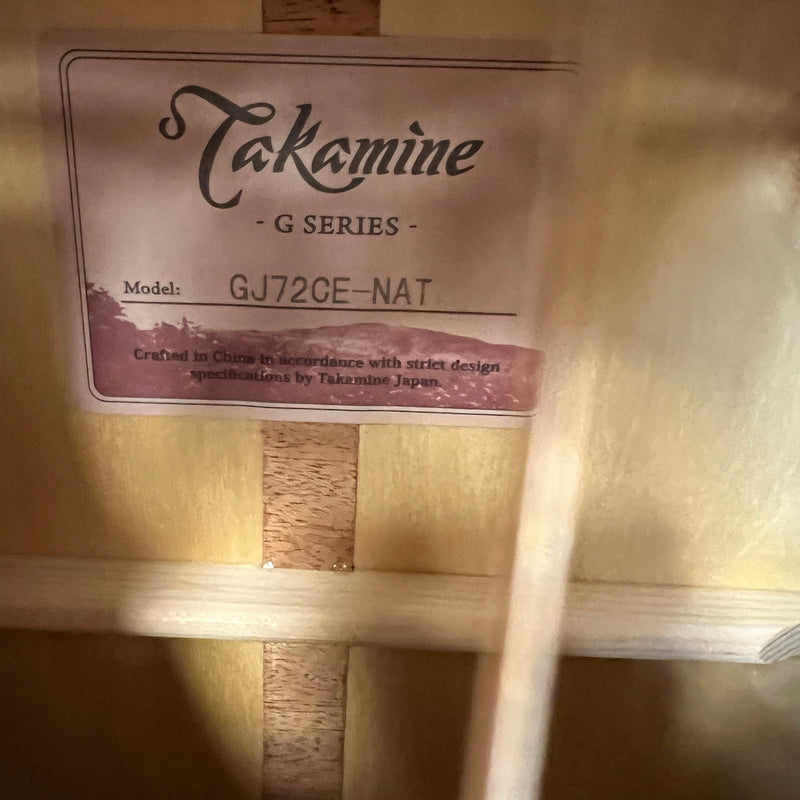 Takamine
- G SERIES -
Model: GJ72CE-NAT
Crafted in China in accordance with strict design
specifications by Takamine Japan.